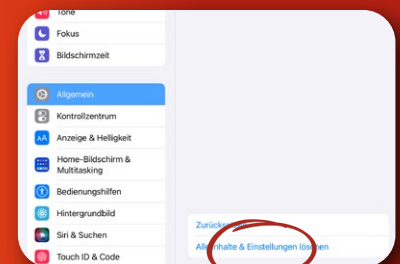 Töne
Fokus
Bildschirmzeit
Allgemein
Kontrollzentrum
Anzeige & Helligkeit
Home-Bildschirm &
Multitasking
Bedienungshilfen
Hintergrundbild
Siri & Suchen
Touch ID & Code
Alle Inhalte & Einstellungen löschen